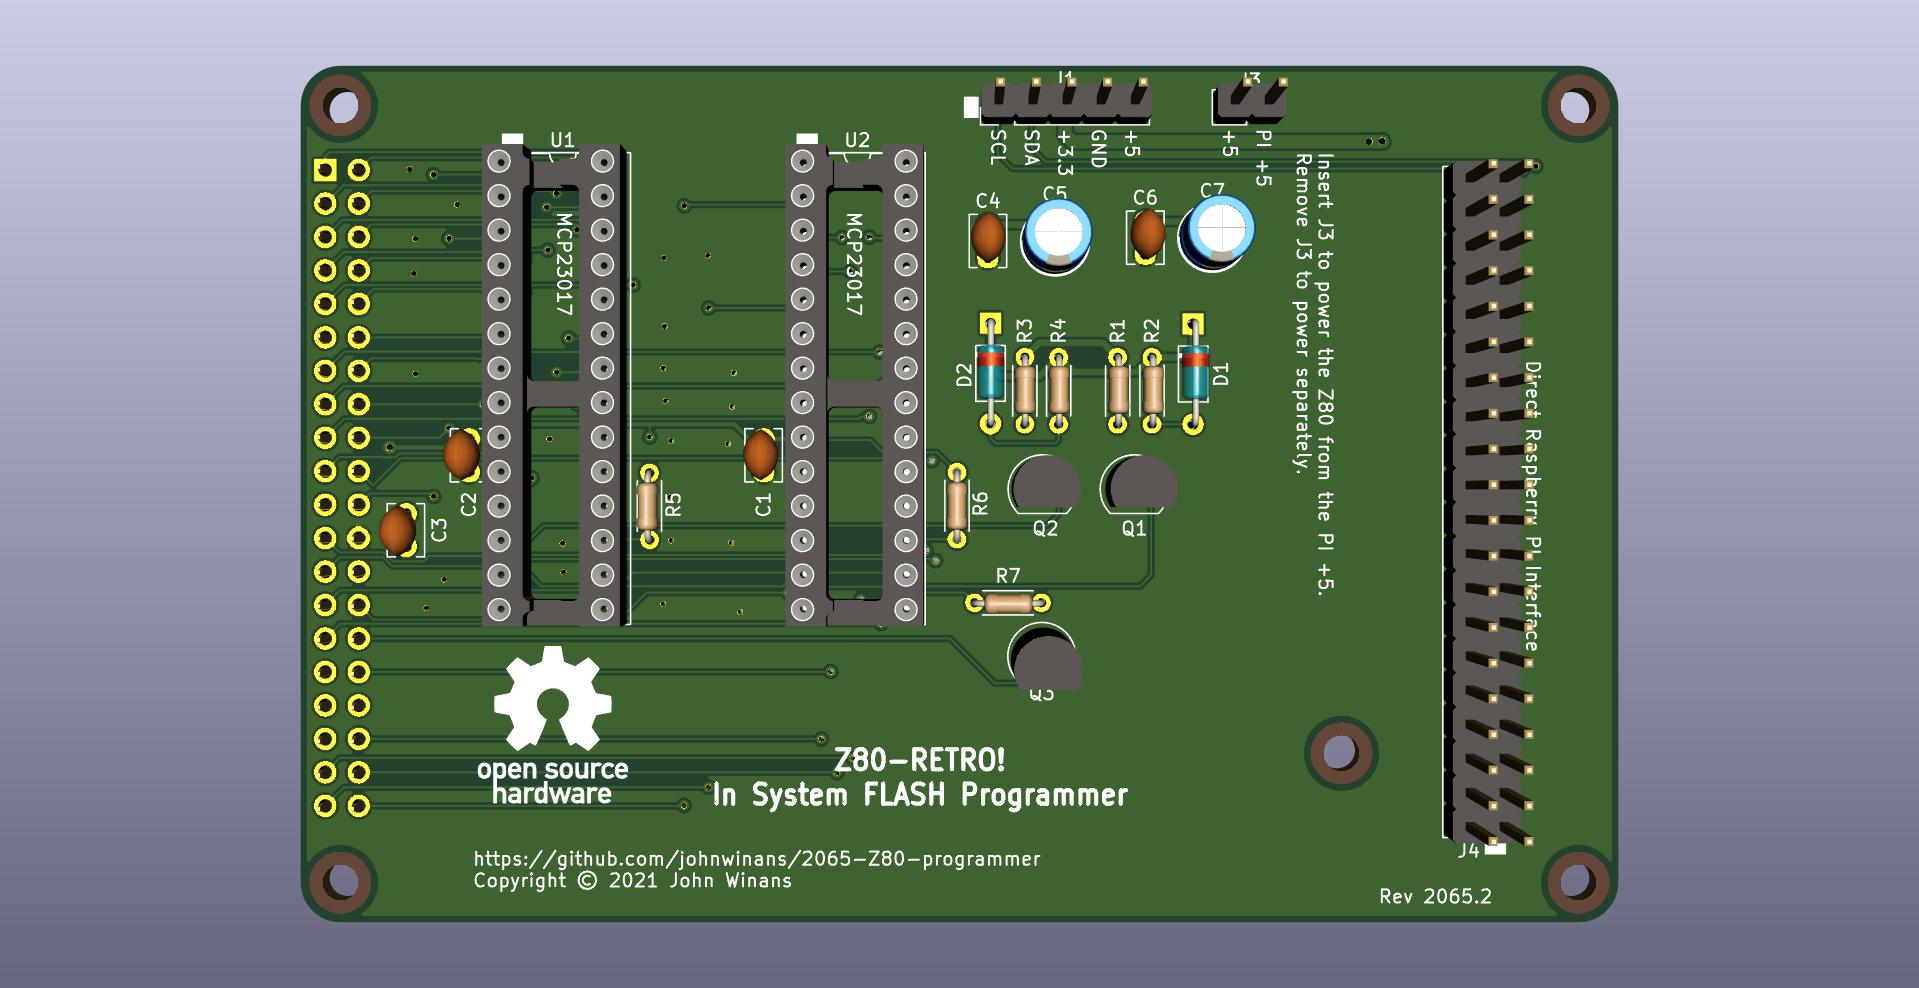 J1
J3
U1
U2
SCL
SDA
+3.3
GND
+5
+5
PI +5
MCP23017
MCP23017
C4
C5
C6
C7
Insert J3 to power the Z80 from the PI +5.
Remove J3 to power separately.
D2
R3
R4
R1
R2
D1
Direct Raspberry PI Interface
C2
C3
R5
C1
R6
Q2
Q1
R7
Q3
open source
hardware
Z80-RETRO!
In System FLASH Programmer
J4
https://github.com/johnwinans/2065-Z80-programmer
Copyright © 2021 John Winans
Rev 2065.2